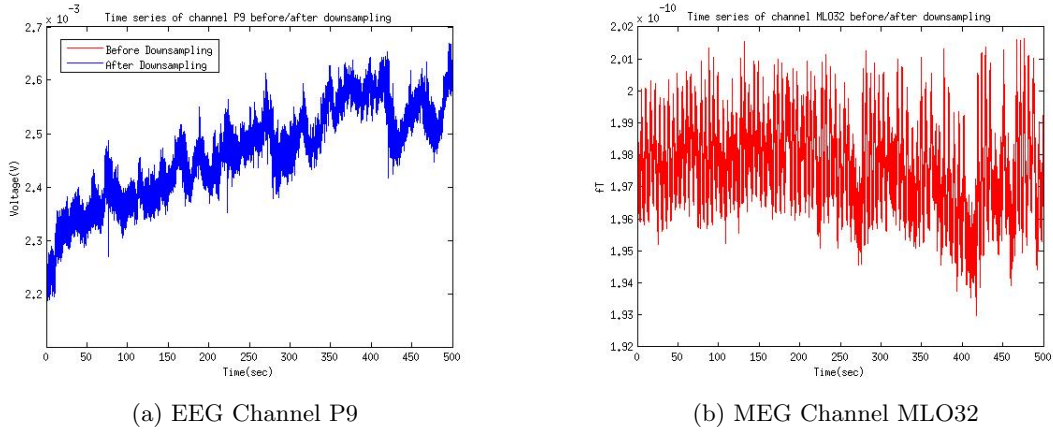 Time series of channel P9 before/after downsampling
x 10⁻³
2.7
2.6
2.5
2.4
2.3
2.2
Voltage(V)
Before Downsampling
After Downsampling
0 50 100 150 200 250 300 350 400 450 500
Time(sec)
(a) EEG Channel P9
Time series of channel MLO32 before/after downsampling
x 10⁻¹⁰
2.02
2.01
2
1.99
1.98
1.97
1.96
1.95
1.94
1.93
1.92
fT
0 50 100 150 200 250 300 350 400 450 500
Time(sec)
(b) MEG Channel MLO32